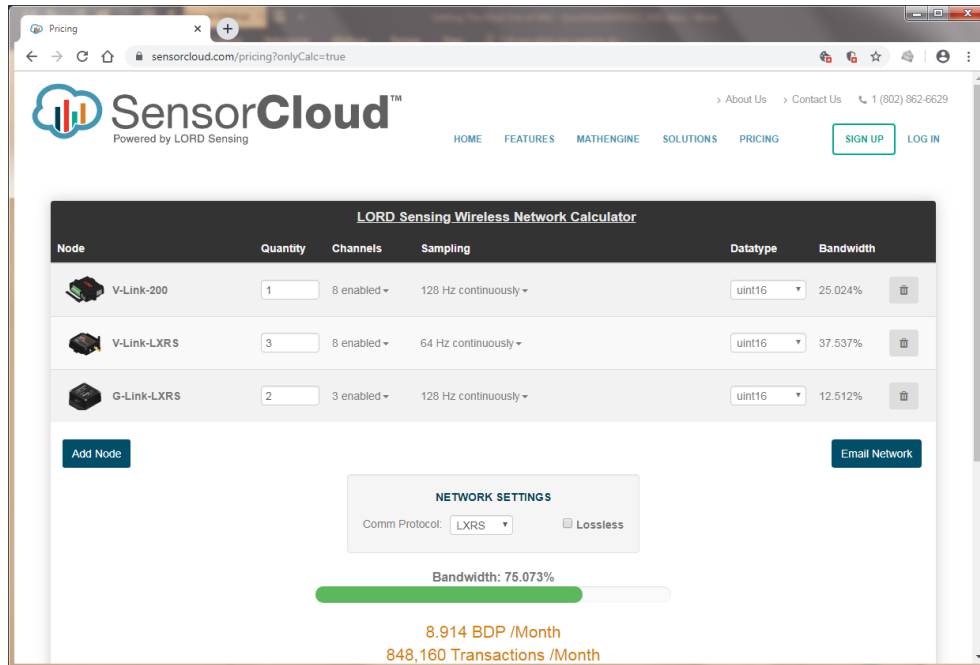 Pricing
sensorcloud.com/pricing?onlyCalc=true
SensorCloud™
Powered by LORD Sensing
› About Us › Contact Us 1 (802) 862-6629
HOME FEATURES MATHENGINE SOLUTIONS PRICING SIGN UP LOG IN
LORD Sensing Wireless Network Calculator
Node Quantity Channels Sampling Datatype Bandwidth
V-Link-200 1 8 enabled 128 Hz continuously uint16 25.024%
V-Link-LXRS 3 8 enabled 64 Hz continuously uint16 37.537%
G-Link-LXRS 2 3 enabled 128 Hz continuously uint16 12.512%
Add Node Email Network
NETWORK SETTINGS
Comm Protocol: LXRS Lossless
Bandwidth: 75.073%
8.914 BDP /Month
848,160 Transactions /Month